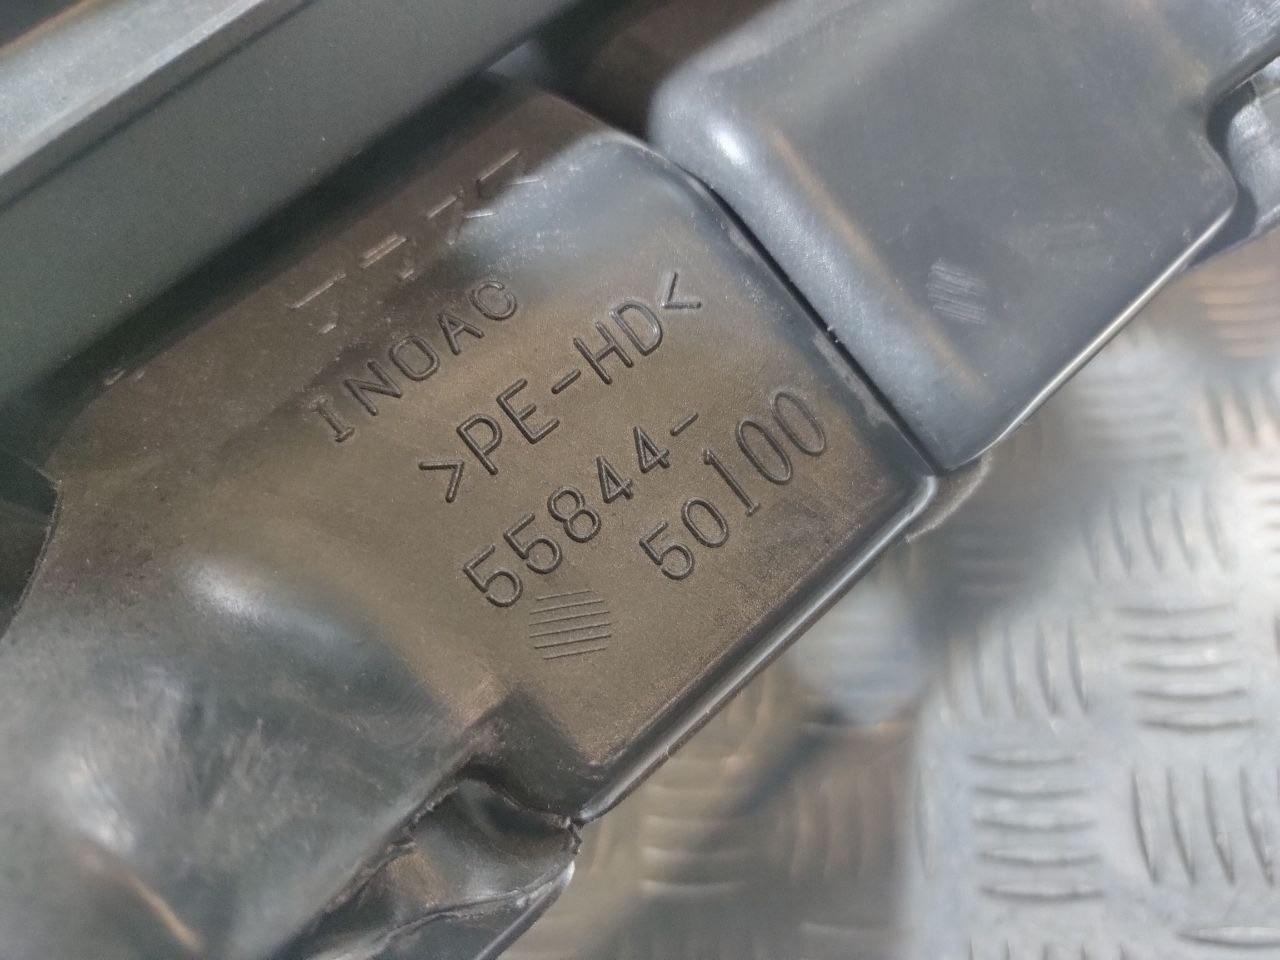 INOAC
>PE-HD<
55844-
50100